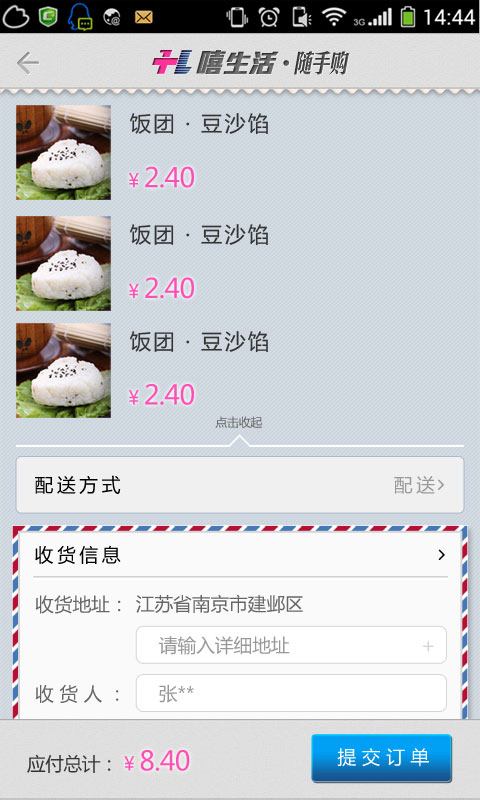 3G 14:44
嘻生活·随手购
饭团 · 豆沙馅
¥ 2.40
饭团 · 豆沙馅
¥ 2.40
饭团 · 豆沙馅
¥ 2.40
点击收起
配送方式 配送>
收货信息 >
收货地址： 江苏省南京市建邺区
请输入详细地址 +
收 货 人 ： 张**
应付总计： ¥ 8.40 提交订单